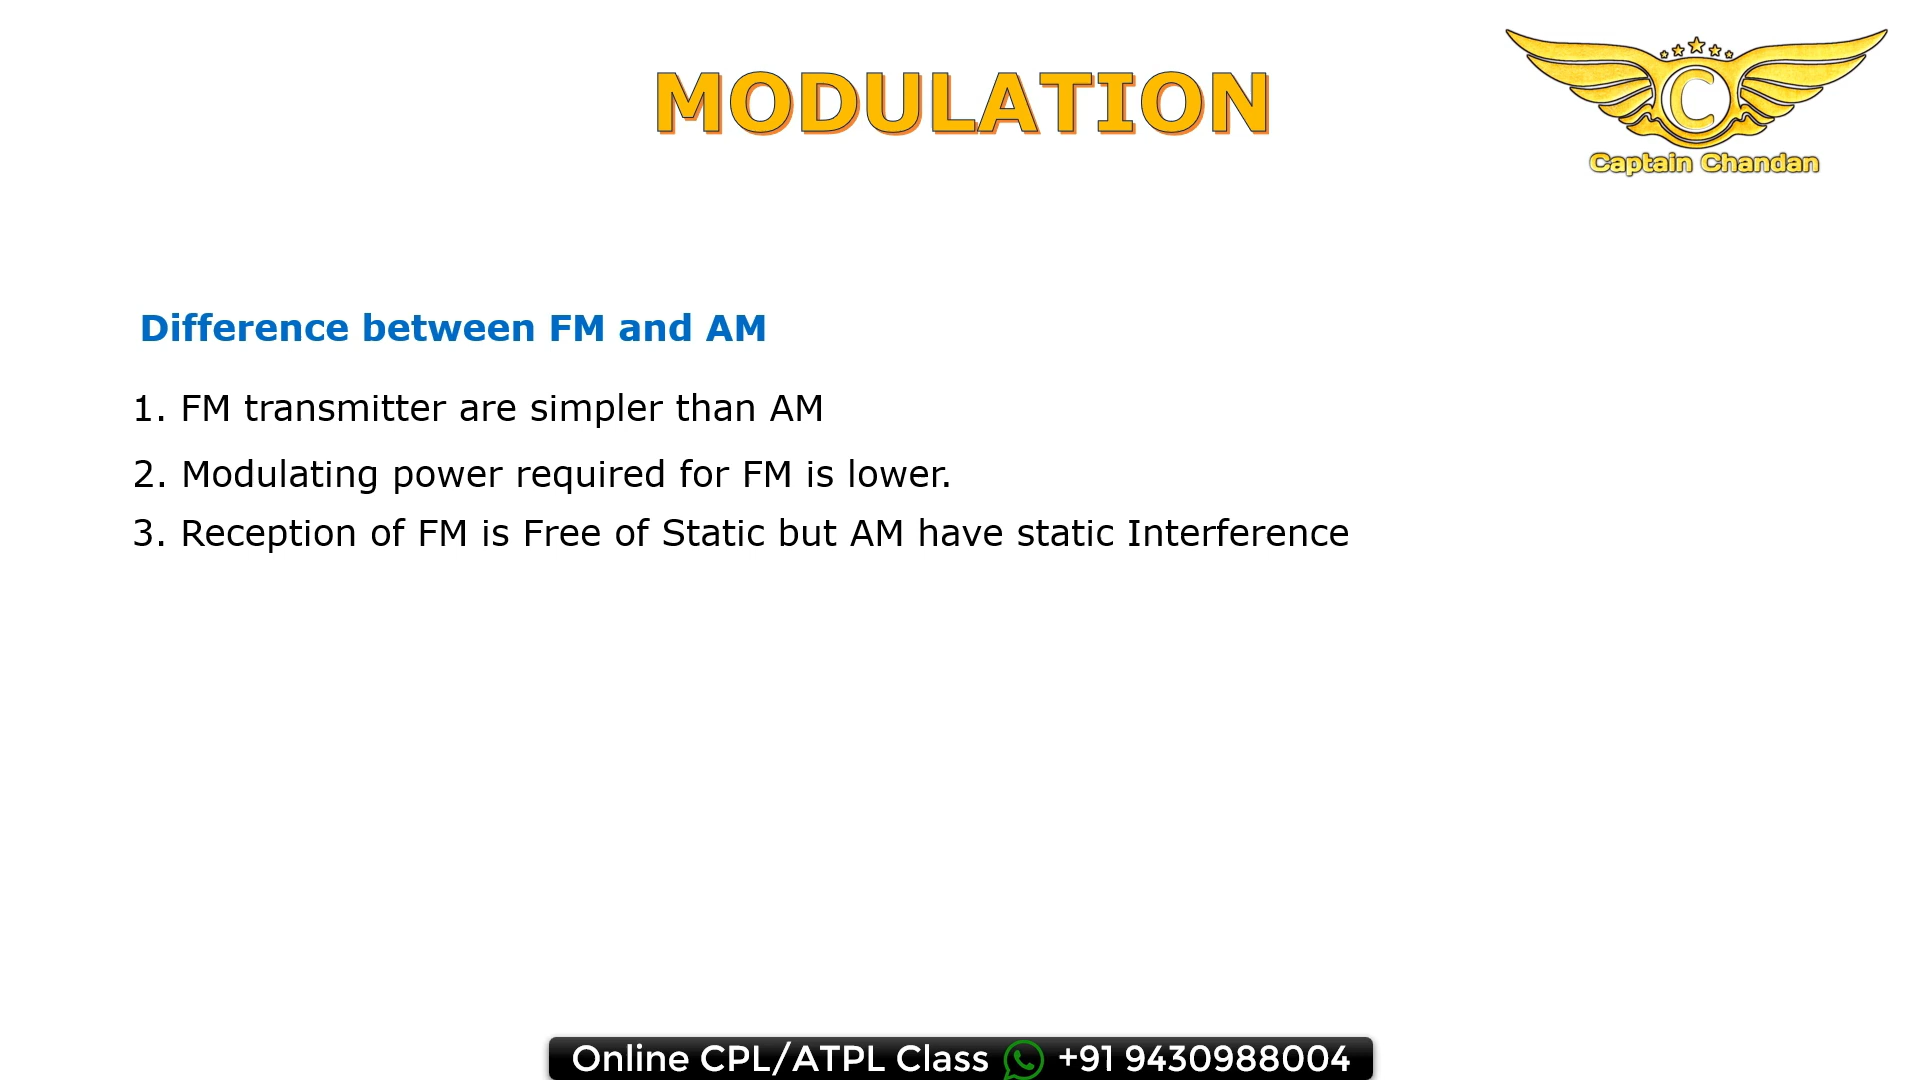 MODULATION
C
Captain Chandan
Difference between FM and AM
1. FM transmitter are simpler than AM
2. Modulating power required for FM is lower.
3. Reception of FM is Free of Static but AM have static Interference
Online CPL/ATPL Class +91 9430988004